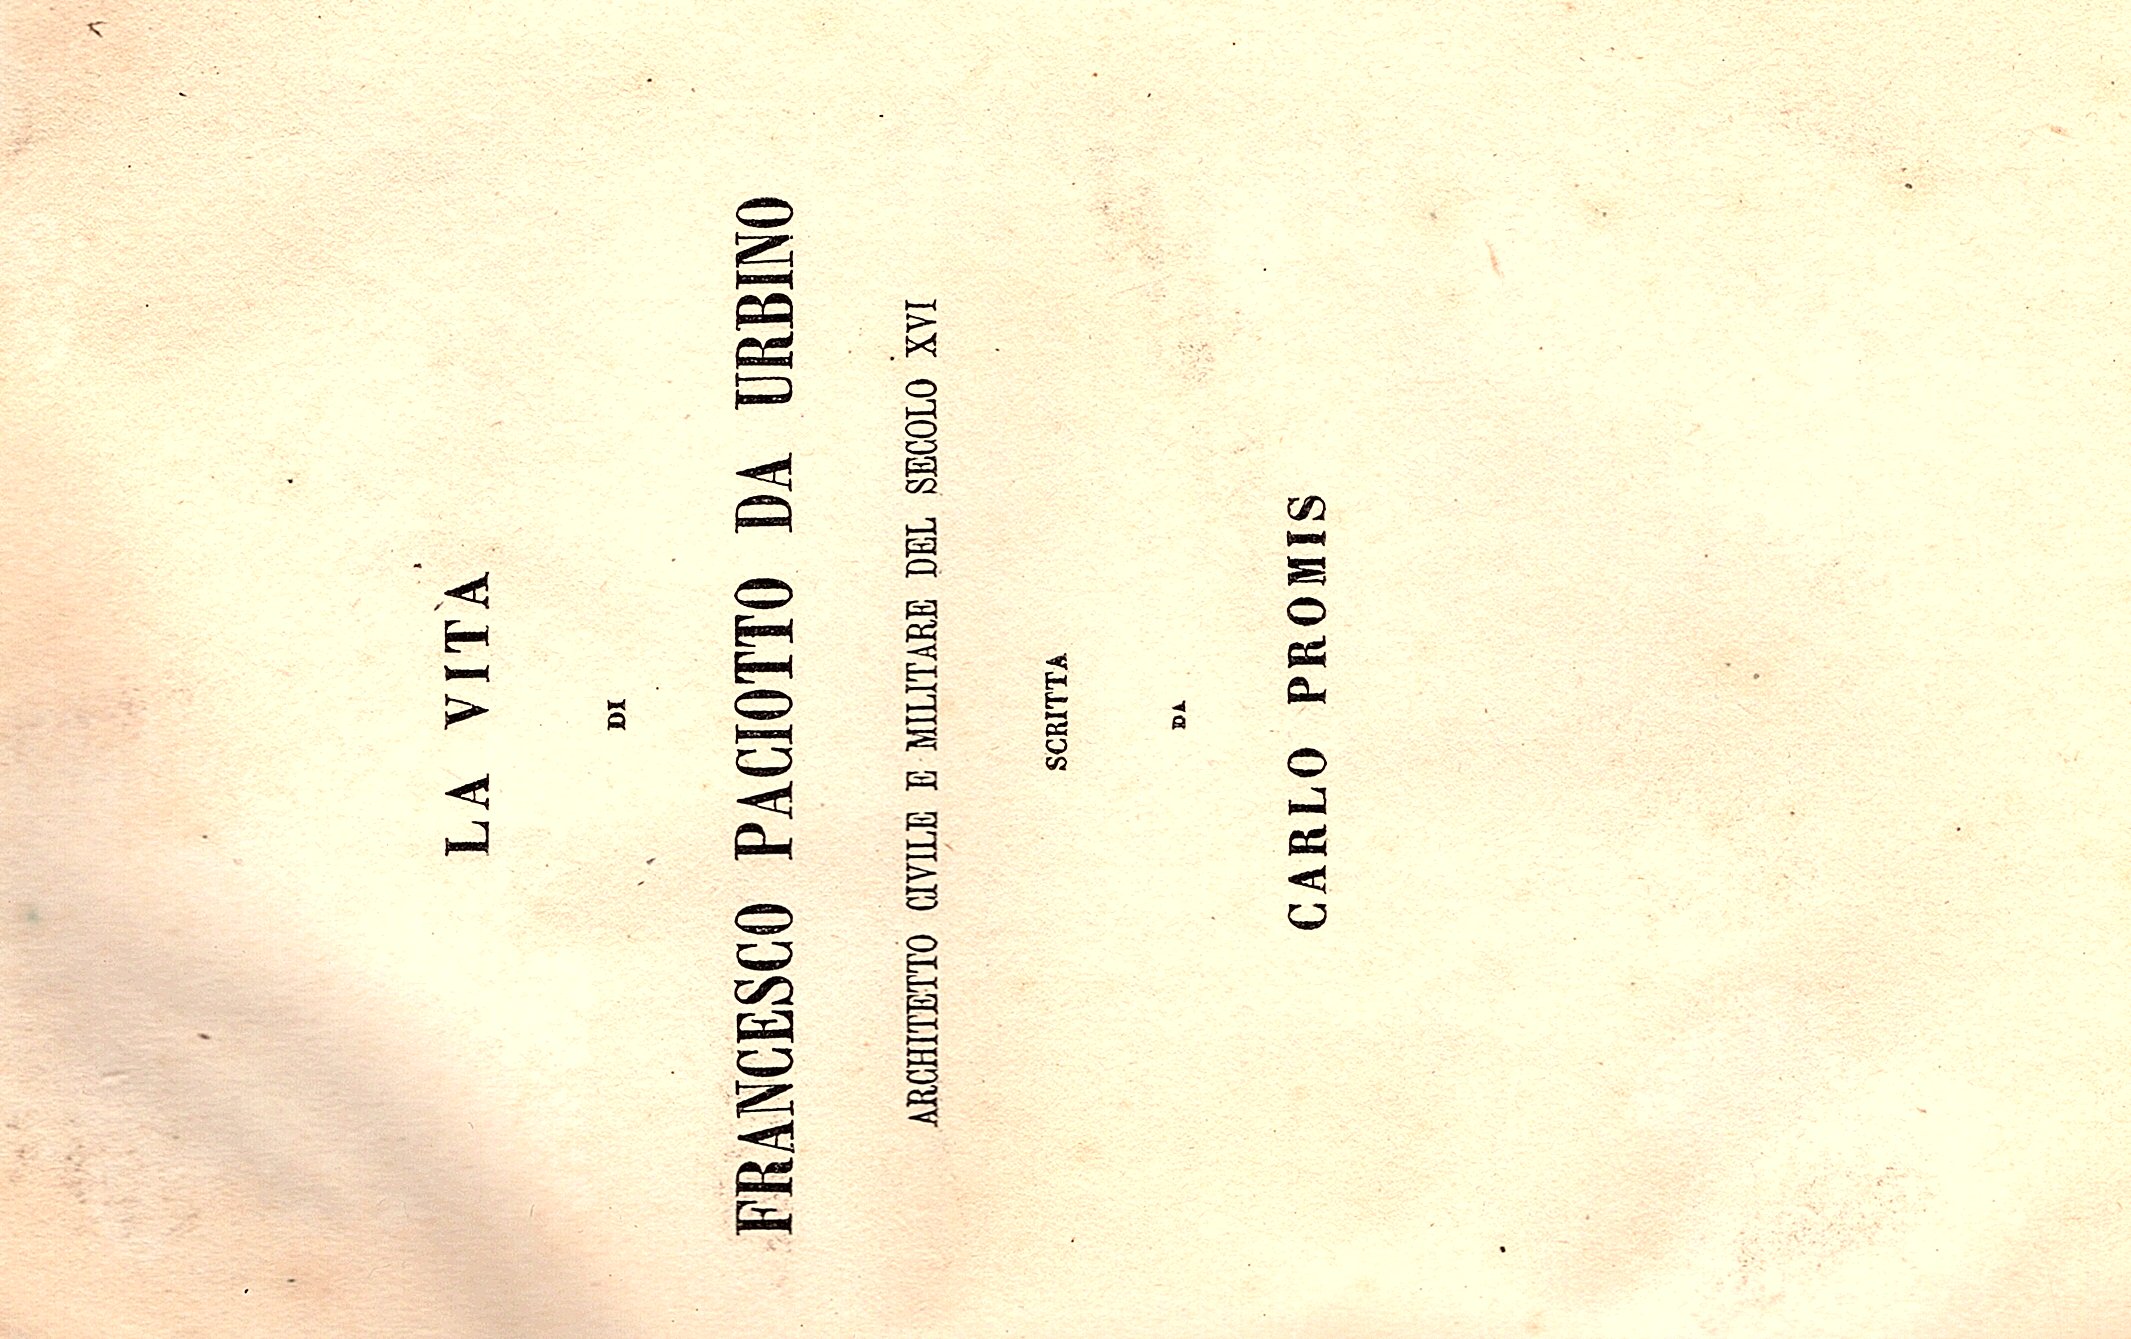 LA VITA
DI
FRANCESCO PACIOTTO DA URBINO
ARCHITETTO CIVILE E MILITARE DEL SECOLO XVI
SCRITTA
DA
CARLO PROMIS